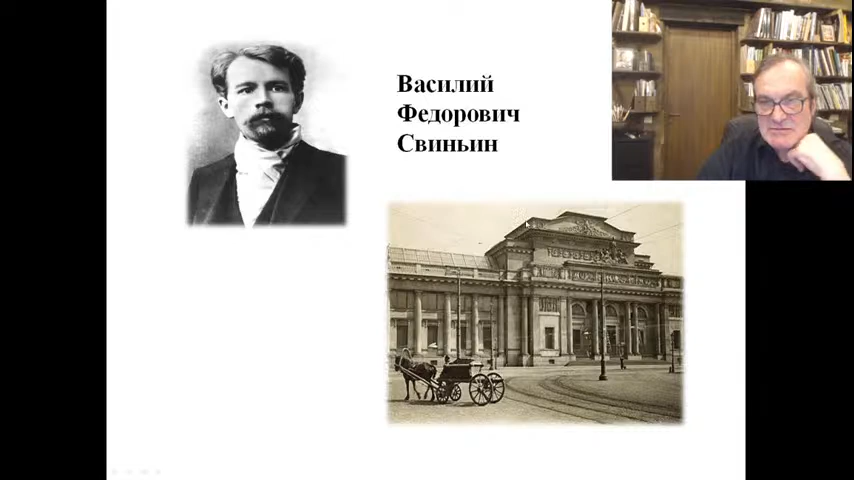 Василий
Федорович
Свиньин